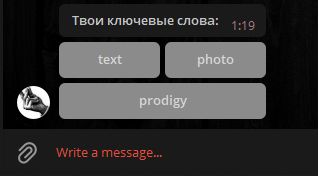 Твои ключевые слова: 1:19
text photo
prodigy
Write a message...